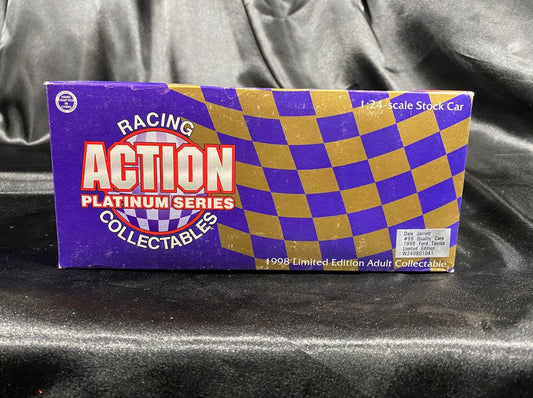 1:24-scale Stock Car
RACING
ACTION
PLATINUM SERIES
COLLECTABLES
Dale Jarrett
#88 Quality Care
1998 Ford Taurus
Limited Edition
W249801041
1998 Limited Edition Adult Collectable